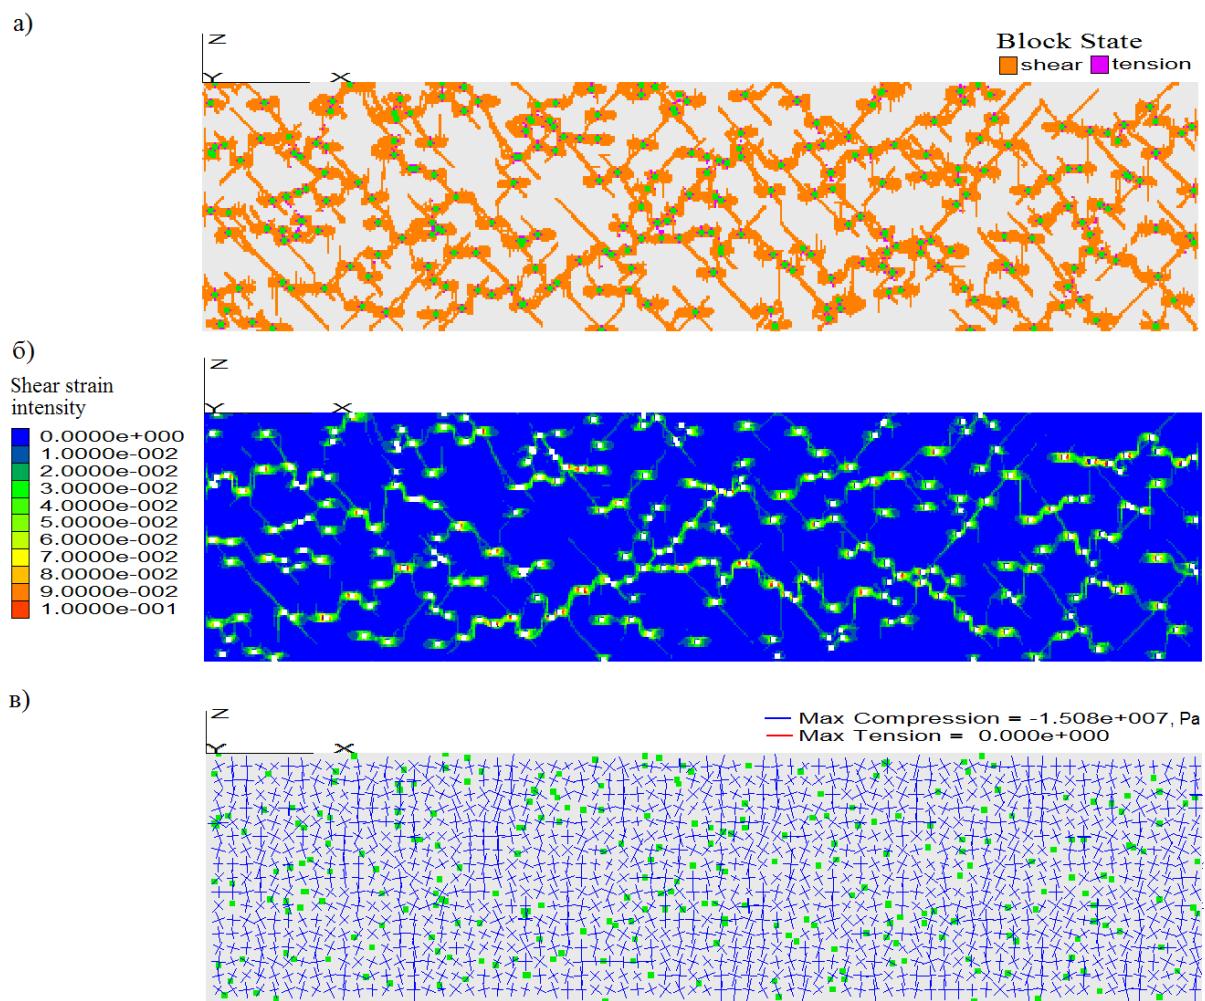 а)
Z
Block State
shear tension
Y X
б)
Z
Shear strain
intensity
Y X
0.0000e+000
1.0000e-002
2.0000e-002
3.0000e-002
4.0000e-002
5.0000e-002
6.0000e-002
7.0000e-002
8.0000e-002
9.0000e-002
1.0000e-001
в)
Z
Max Compression = -1.508e+007, Pa
Max Tension = 0.000e+000
Y X